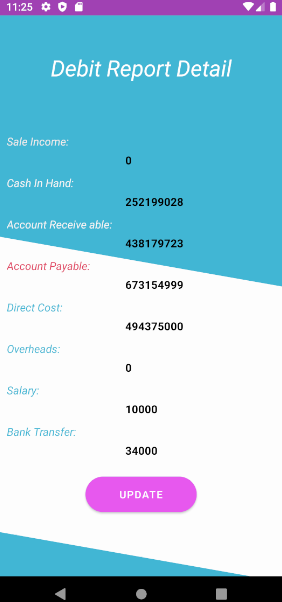 11:25
Debit Report Detail
Sale Income:
0
Cash In Hand:
252199028
Account Receive able:
438179723
Account Payable:
673154999
Direct Cost:
494375000
Overheads:
0
Salary:
10000
Bank Transfer:
34000
UPDATE